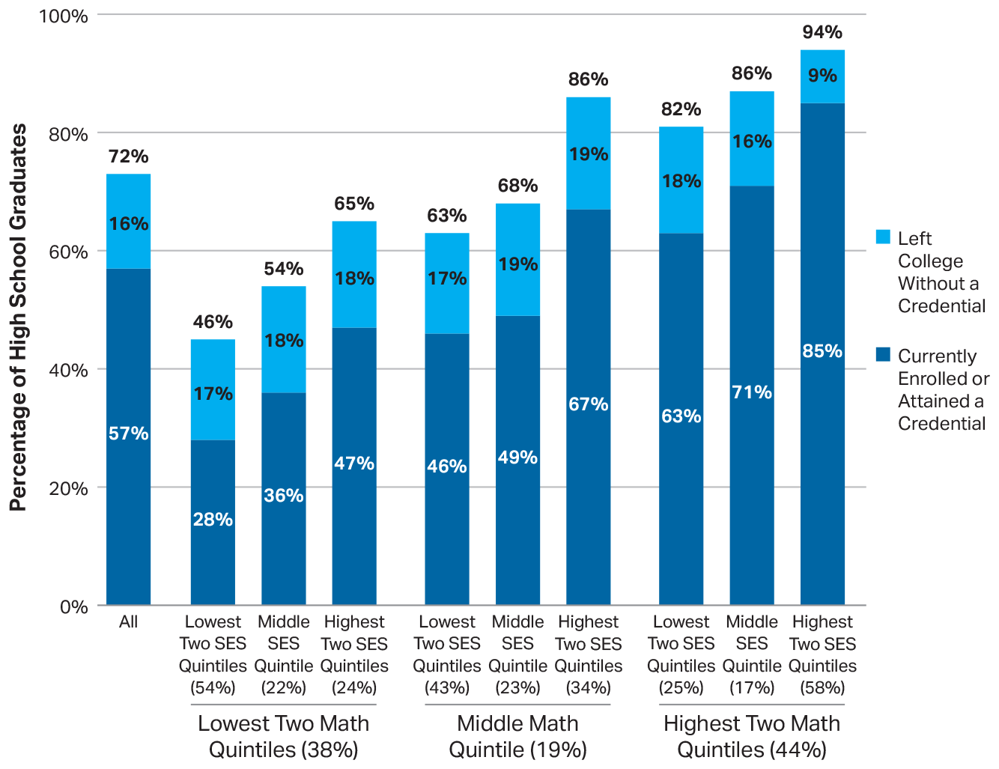 Percentage of High School Graduates
100%
80%
60%
40%
20%
0%
72%
16%
57%
46%
17%
28%
54%
18%
36%
65%
18%
47%
63%
17%
46%
68%
19%
49%
86%
19%
67%
82%
18%
63%
86%
16%
71%
94%
9%
85%
All
Lowest
Two SES
Quintiles
(54%)
Middle
SES
Quintile
(22%)
Highest
Two SES
Quintiles
(24%)
Lowest Two Math
Quintiles (38%)
Lowest
Two SES
Quintiles
(43%)
Middle
SES
Quintile
(23%)
Highest
Two SES
Quintiles
(34%)
Middle Math
Quintile (19%)
Lowest
Two SES
Quintiles
(25%)
Middle
SES
Quintile
(17%)
Highest
Two SES
Quintiles
(58%)
Highest Two Math
Quintiles (44%)
Left
College
Without a
Credential
Currently
Enrolled or
Attained a
Credential